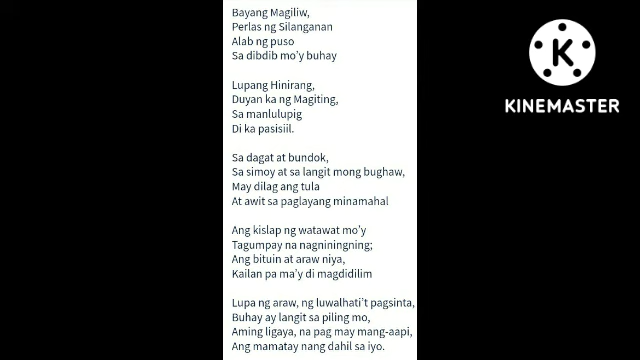 Bayang Magiliw,
Perlas ng Silanganan
Alab ng puso
Sa dibdib mo'y buhay
Lupang Hinirang,
Duyan ka ng Magiting,
Sa manlulupig
Di ka pasisiil.
Sa dagat at bundok,
Sa simoy at sa langit mong bughaw,
May dilag ang tula
At awit sa paglayang minamahal
Ang kislap ng watawat mo'y
Tagumpay na nagniningning;
Ang bituin at araw niya,
Kailan pa ma'y di magdidilim
Lupa ng araw, ng luwalhati't pagsinta,
Buhay ay langit sa piling mo,
Aming ligaya, na pag may mang-aapi,
Ang mamatay nang dahil sa iyo.
K
KINEMASTER